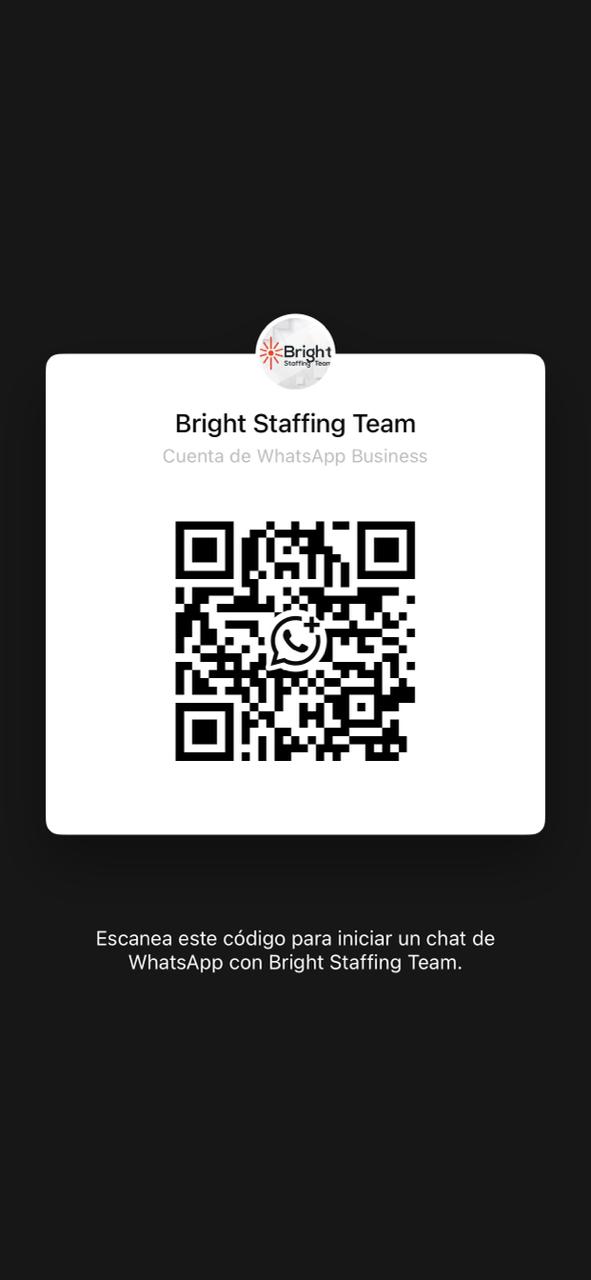 Bright
Staffing Team
Bright Staffing Team
Cuenta de WhatsApp Business
Escanea este código para iniciar un chat de
WhatsApp con Bright Staffing Team.